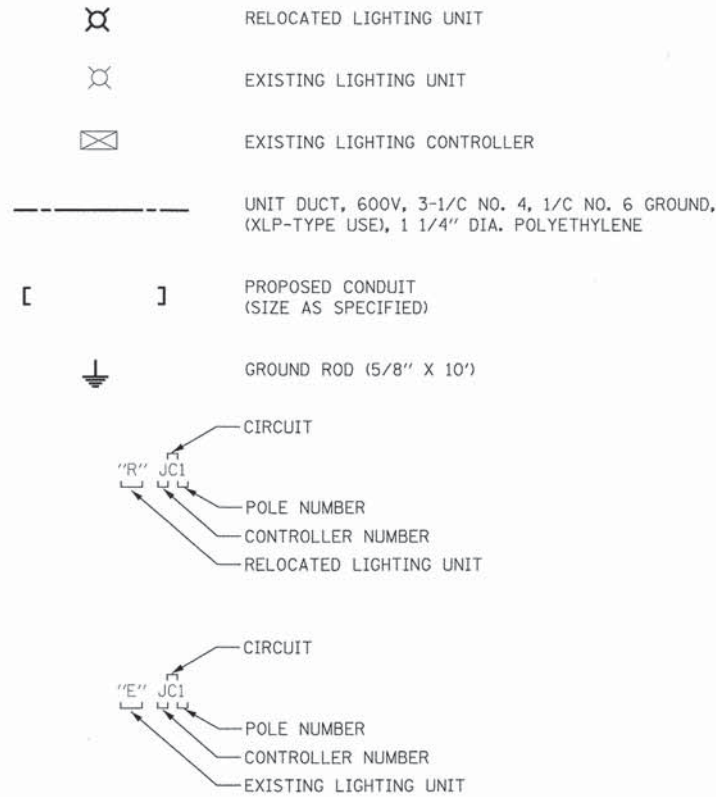 RELOCATED LIGHTING UNIT
EXISTING LIGHTING UNIT
EXISTING LIGHTING CONTROLLER
UNIT DUCT, 600V, 3-1/C NO. 4, 1/C NO. 6 GROUND,
(XLP-TYPE USE), 1 1/4" DIA. POLYETHYLENE
PROPOSED CONDUIT
(SIZE AS SPECIFIED)
GROUND ROD (5/8" X 10')
CIRCUIT
"R" JC1
POLE NUMBER
CONTROLLER NUMBER
RELOCATED LIGHTING UNIT
CIRCUIT
"E" JC1
POLE NUMBER
CONTROLLER NUMBER
EXISTING LIGHTING UNIT